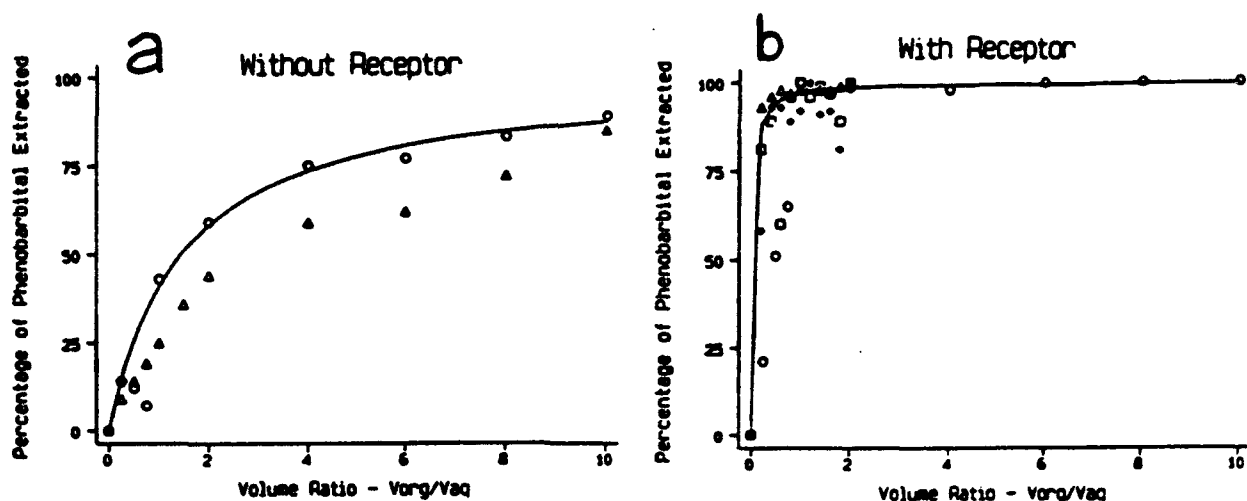 a
Without Receptor
Percentage of Phenobarbital Extracted
100
75
50
25
0
0 2 4 6 8 10
Volume Ratio - Vorg/Vaq
b
With Receptor
Percentage of Phenobarbital Extracted
100
75
50
25
0
0 2 4 6 8 10
Volume Ratio - Vorg/Vaq